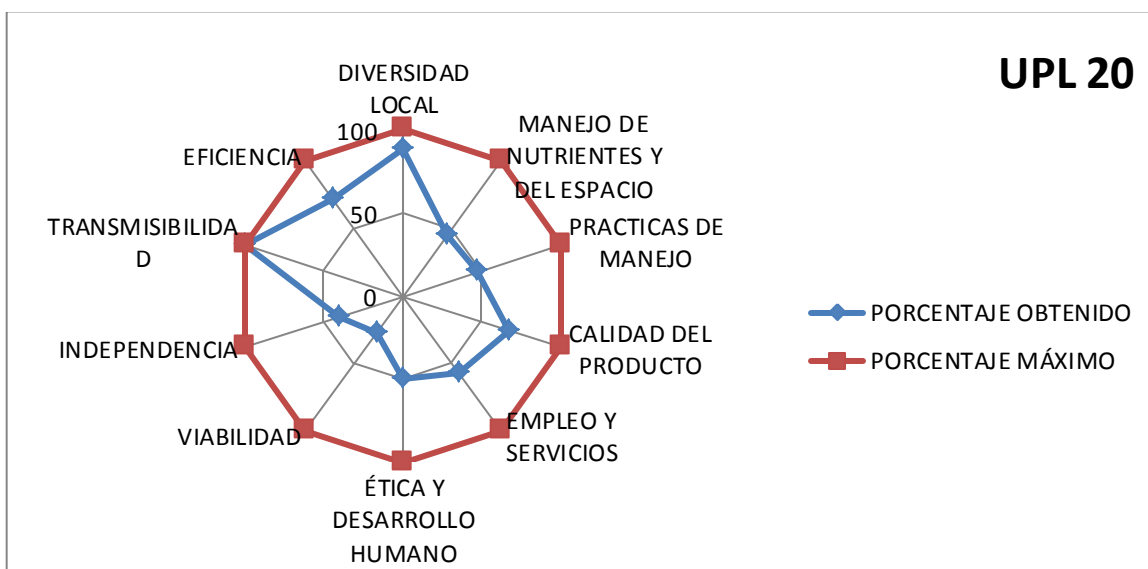 UPL 20
DIVERSIDAD
LOCAL
MANEJO DE
NUTRIENTES Y
DEL ESPACIO
PRACTICAS DE
MANEJO
CALIDAD DEL
PRODUCTO
EMPLEO Y
SERVICIOS
ÉTICA Y
DESARROLLO
HUMANO
VIABILIDAD
INDEPENDENCIA
TRANSMISIBILIDA
D
EFICIENCIA
100
50
0
PORCENTAJE OBTENIDO
PORCENTAJE MÁXIMO